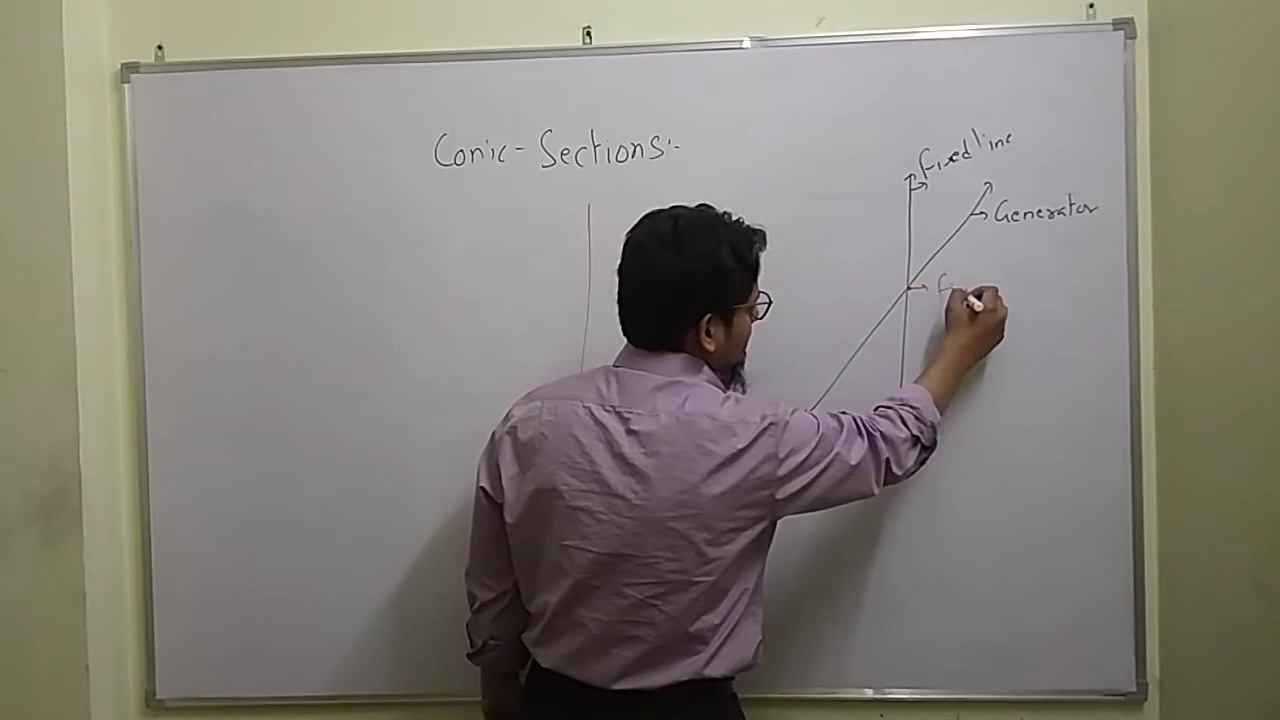 Conic - Sections:-
Fixed line
Generator